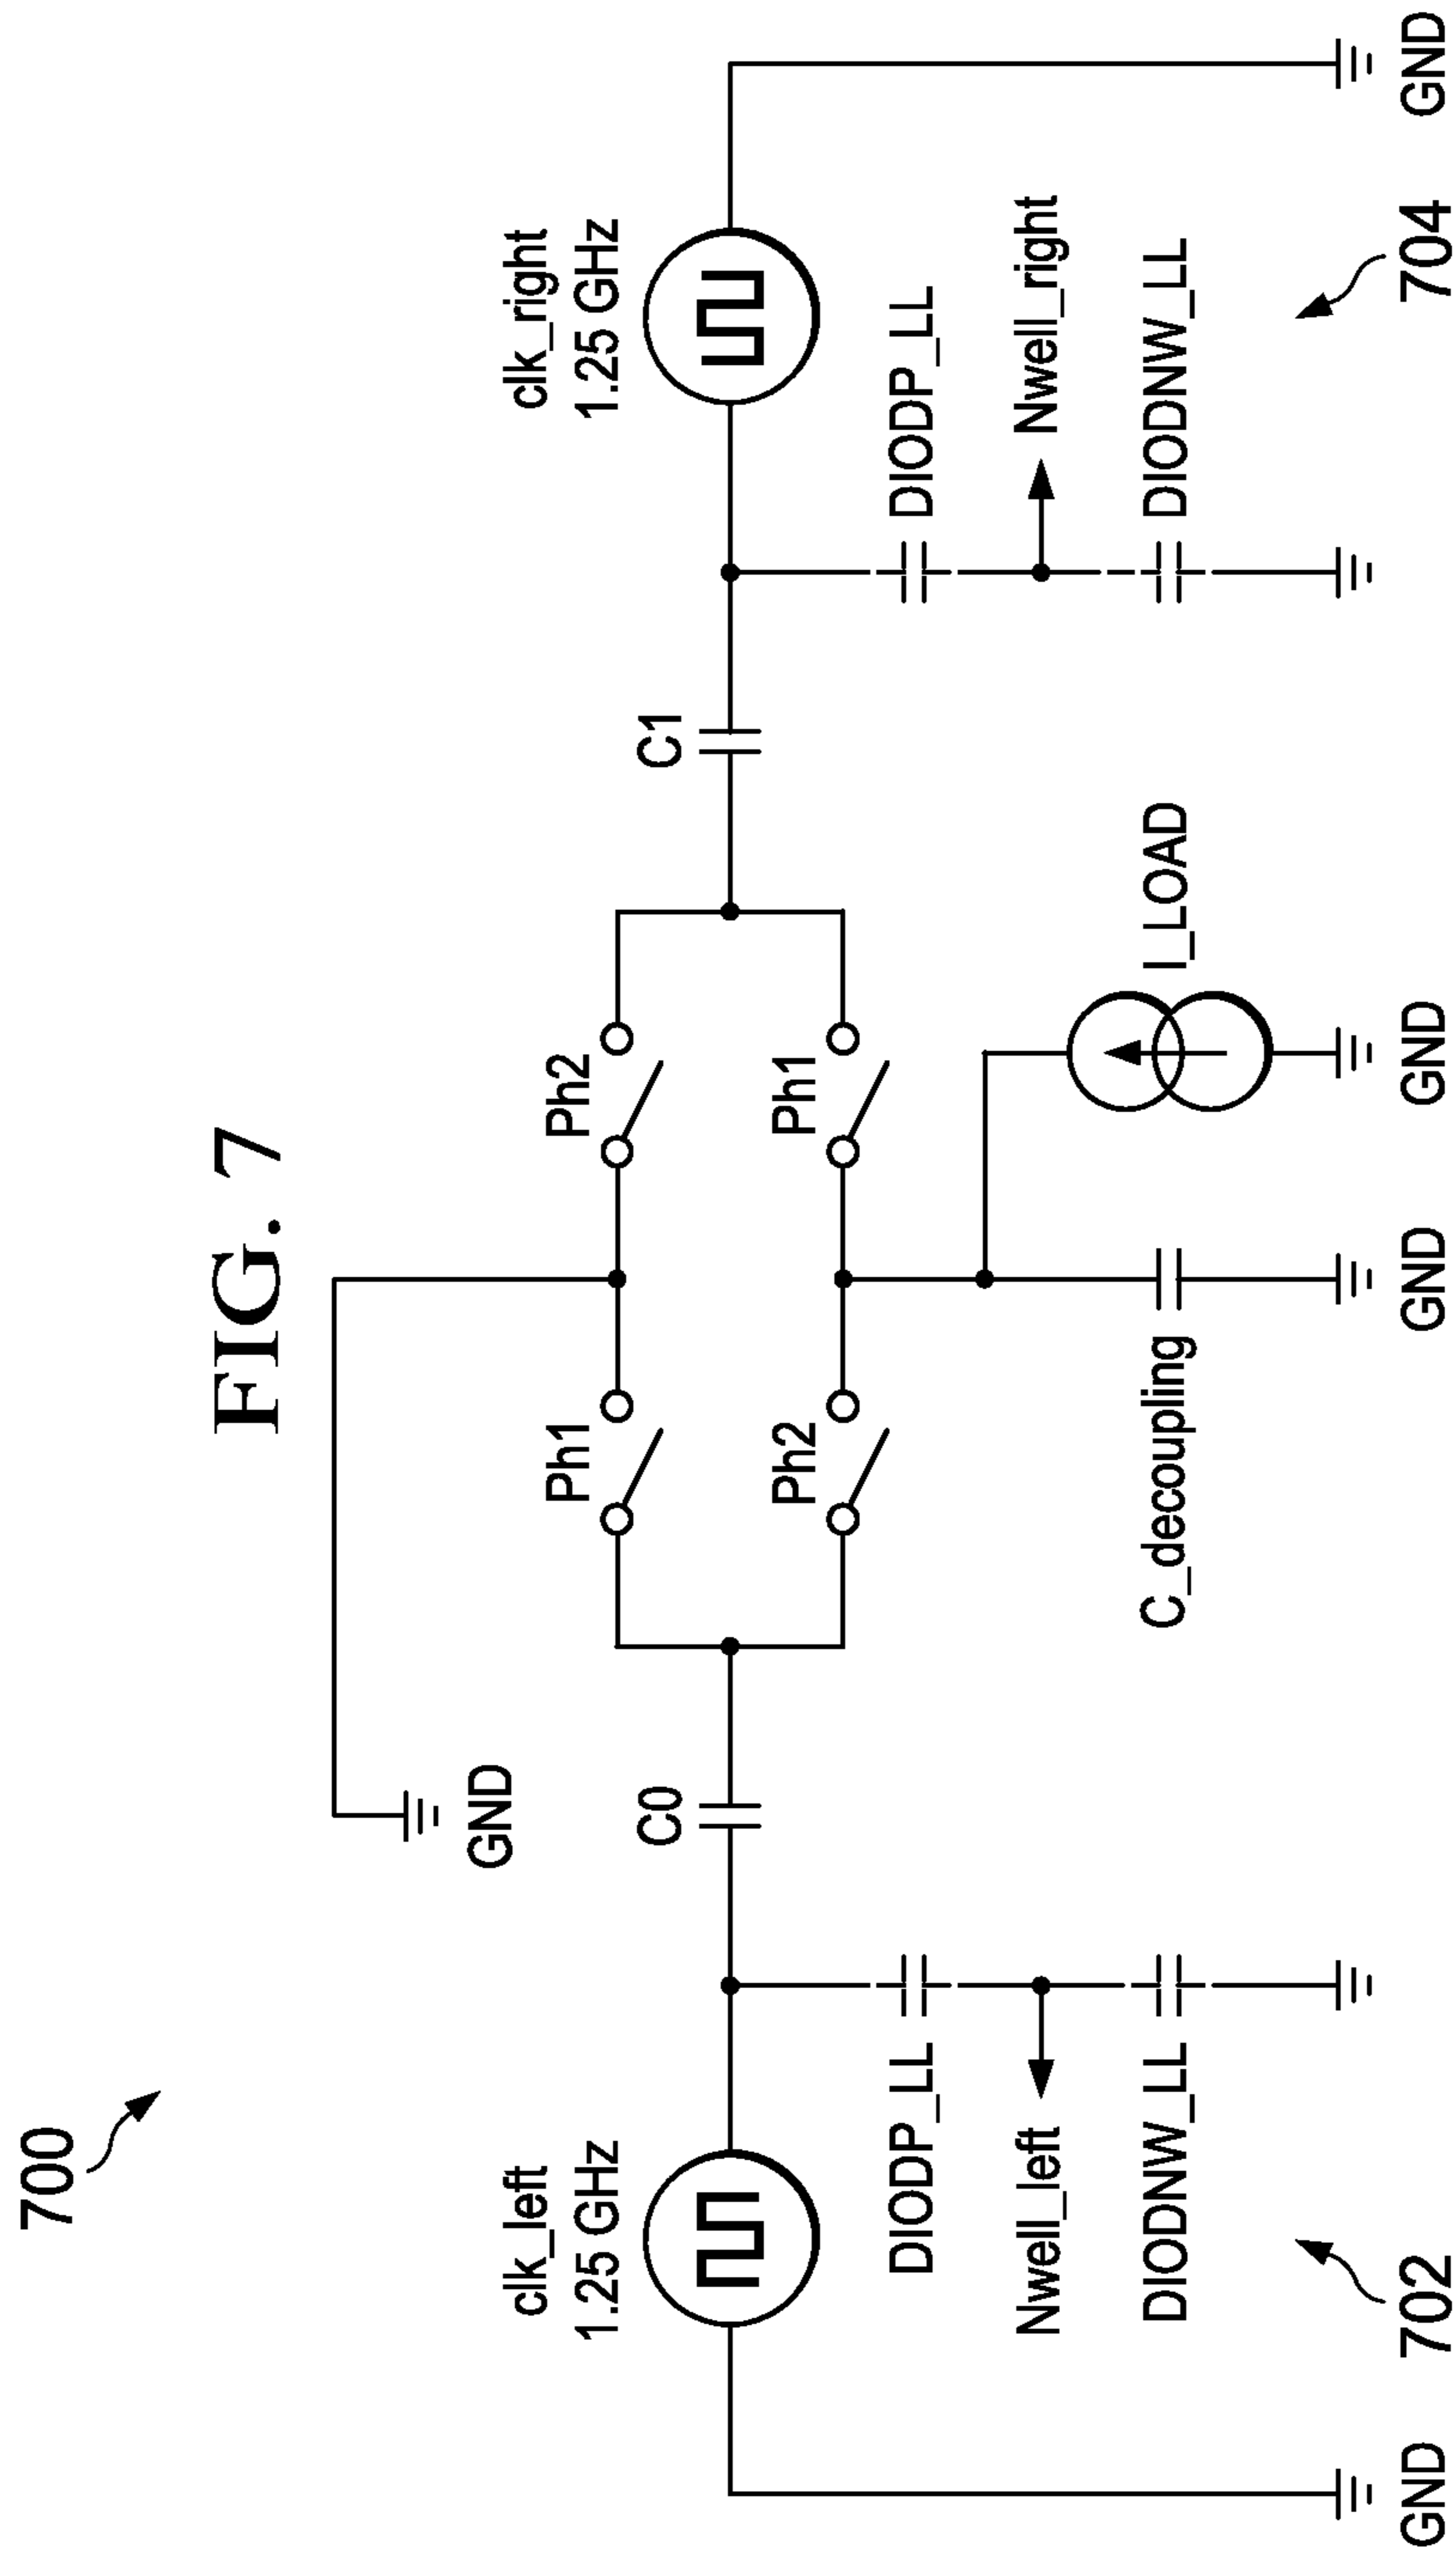 FIG. 7
700
GND
clk_left
1.25 GHz
C0
Ph1
Ph2
C1
clk_right
1.25 GHz
Ph2
Ph1
DIODP_LL
DIODP_LL
Nwell_left
Nwell_right
DIODNW_LL
C_decoupling
I_LOAD
DIODNW_LL
GND
702
GND
GND
704
GND